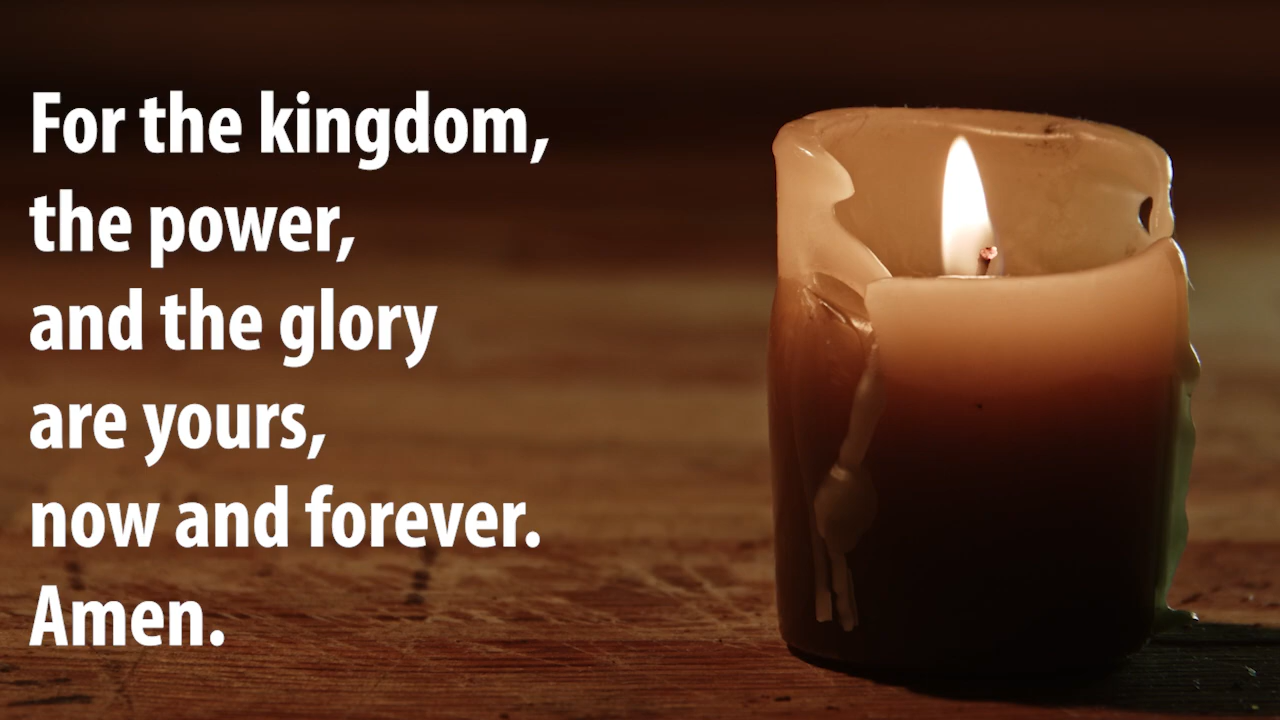 For the kingdom,
the power,
and the glory
are yours,
now and forever.
Amen.